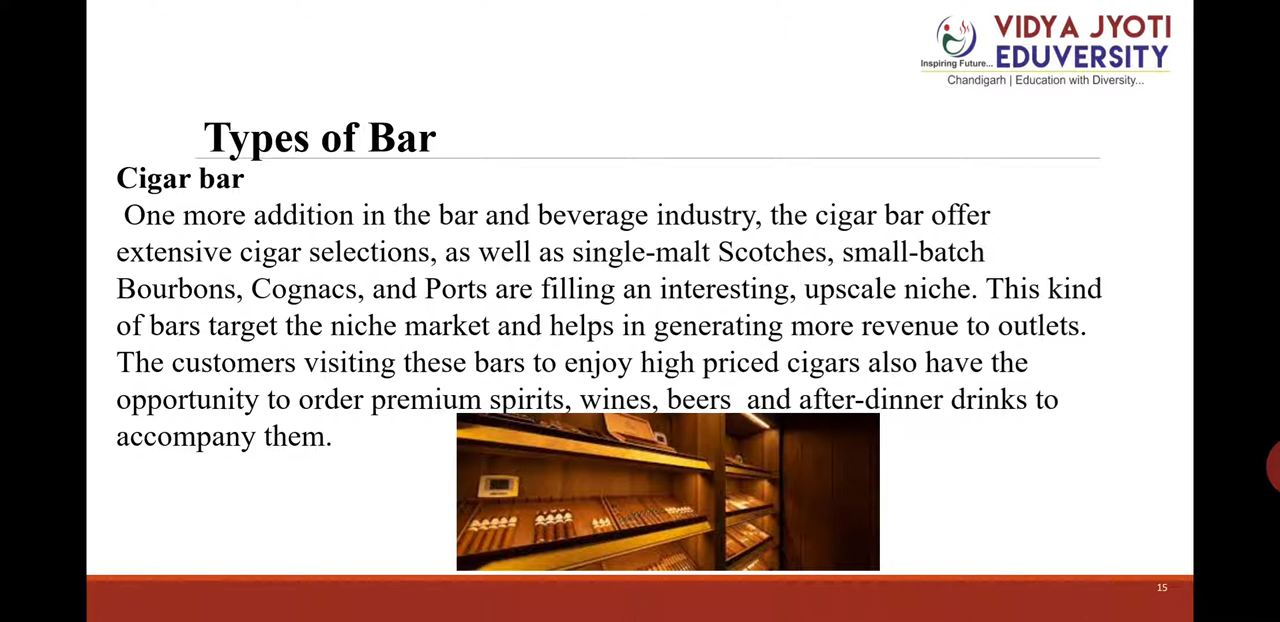 VIDYA JYOTI
EDUVERSITY
Inspiring Future...
Chandigarh | Education with Diversity...
Types of Bar
Cigar bar
One more addition in the bar and beverage industry, the cigar bar offer
extensive cigar selections, as well as single-malt Scotches, small-batch
Bourbons, Cognacs, and Ports are filling an interesting, upscale niche. This kind
of bars target the niche market and helps in generating more revenue to outlets.
The customers visiting these bars to enjoy high priced cigars also have the
opportunity to order premium spirits, wines, beers  and after-dinner drinks to
accompany them.
15